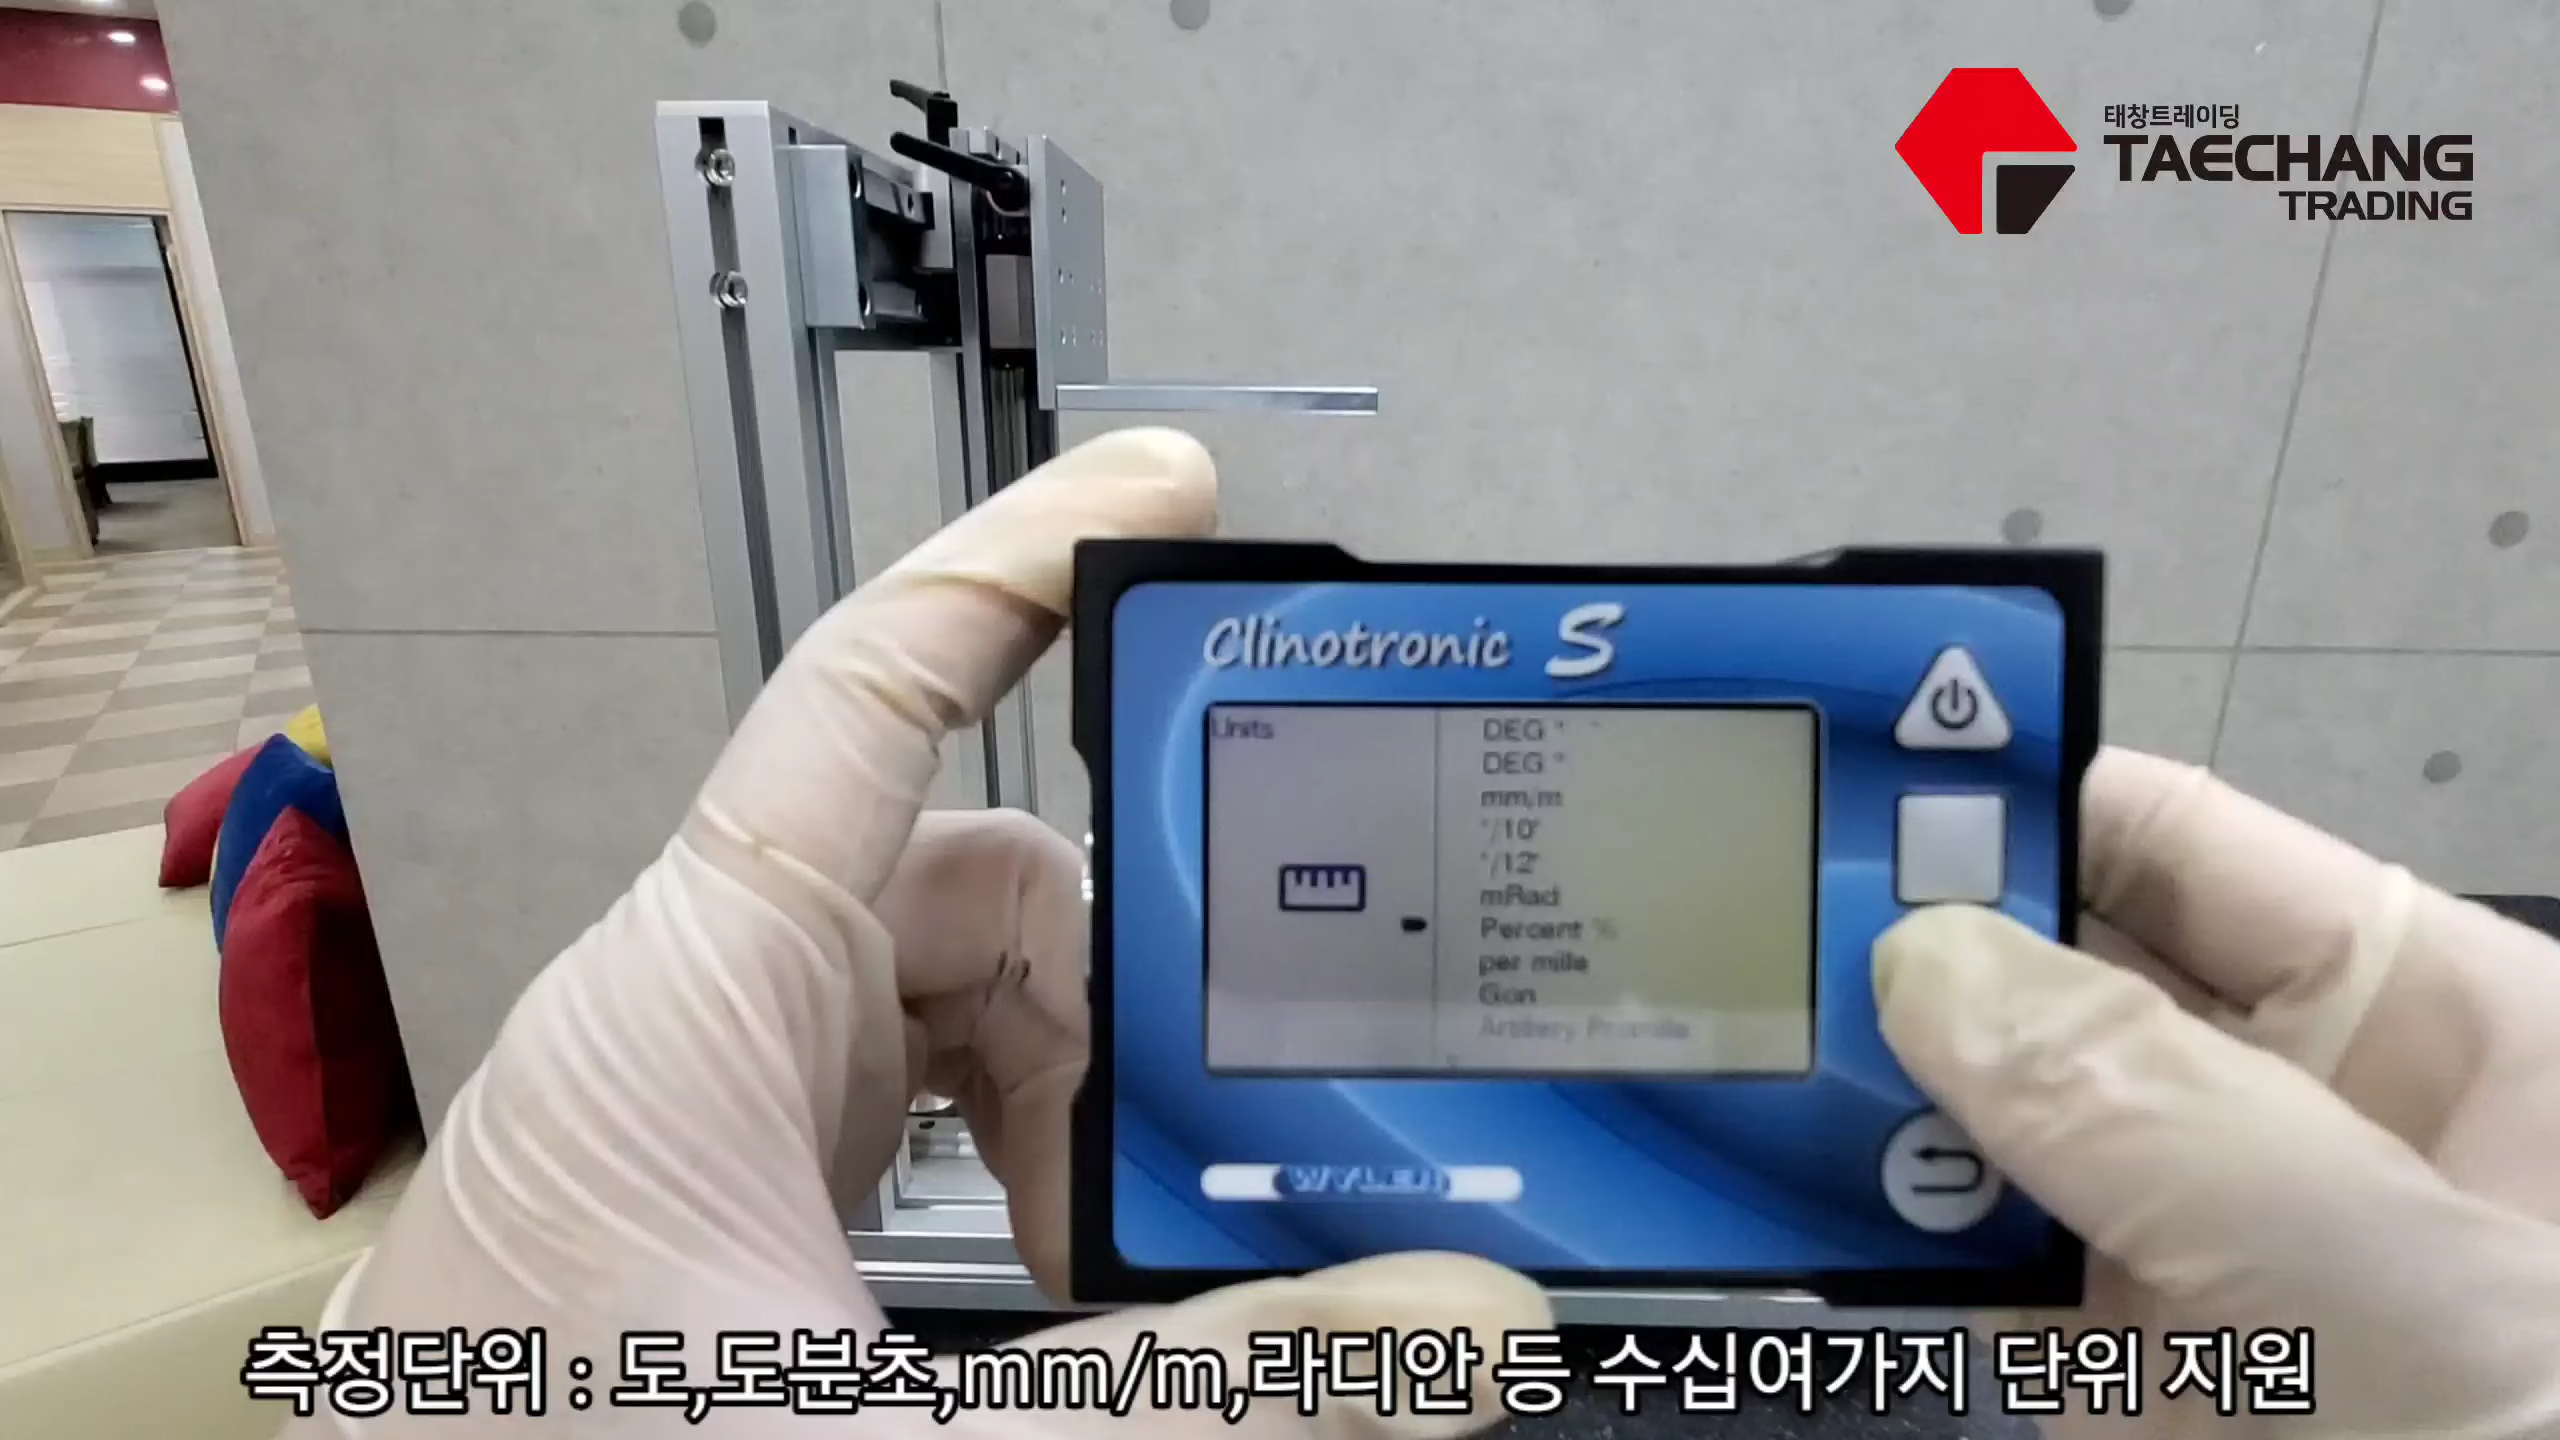 태창트레이딩
TAECHANG
TRADING
Clinotronic S
Units
DEG °
DEG °
mm/m
"/10"
"/12"
mRad
Percent %
per mille
Gon
WYLER
측정단위 : 도,도분초,mm/m,라디안 등 수십여가지 단위 지원